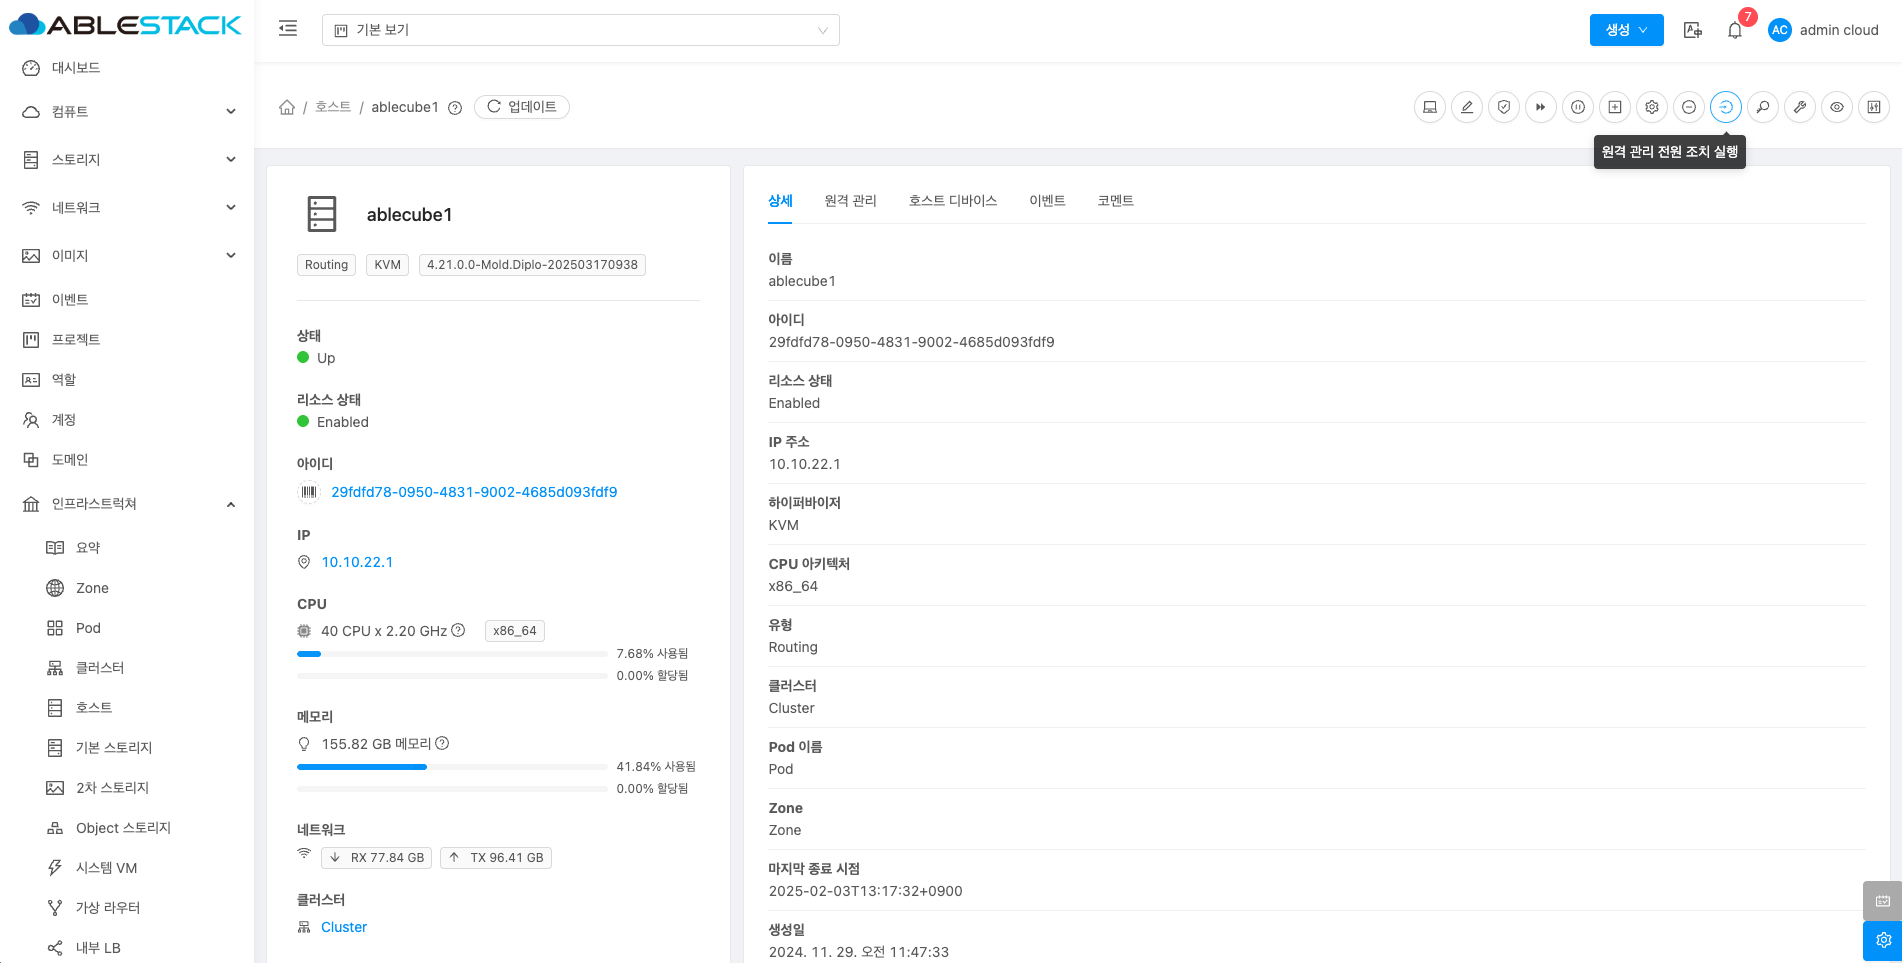 ABLESTACK
기본 보기
생성
7
AC
admin cloud
대시보드
컴퓨트
스토리지
네트워크
이미지
이벤트
프로젝트
역할
계정
도메인
인프라스트럭쳐
요약
Zone
Pod
클러스터
호스트
기본 스토리지
2차 스토리지
Object 스토리지
시스템 VM
가상 라우터
내부 LB
/ 호스트 / ablecube1
업데이트
원격 관리 전원 조치 실행
ablecube1
Routing
KVM
4.21.0.0-Mold.Diplo-202503170938
상태
Up
리소스 상태
Enabled
아이디
29fdfd78-0950-4831-9002-4685d093fdf9
IP
10.10.22.1
CPU
40 CPU x 2.20 GHz
x86_64
7.68% 사용됨
0.00% 할당됨
메모리
155.82 GB 메모리
41.84% 사용됨
0.00% 할당됨
네트워크
RX 77.84 GB
TX 96.41 GB
클러스터
Cluster
상세
원격 관리
호스트 디바이스
이벤트
코멘트
이름
ablecube1
아이디
29fdfd78-0950-4831-9002-4685d093fdf9
리소스 상태
Enabled
IP 주소
10.10.22.1
하이퍼바이저
KVM
CPU 아키텍처
x86_64
유형
Routing
클러스터
Cluster
Pod 이름
Pod
Zone
Zone
마지막 종료 시점
2025-02-03T13:17:32+0900
생성일
2024. 11. 29. 오전 11:47:33